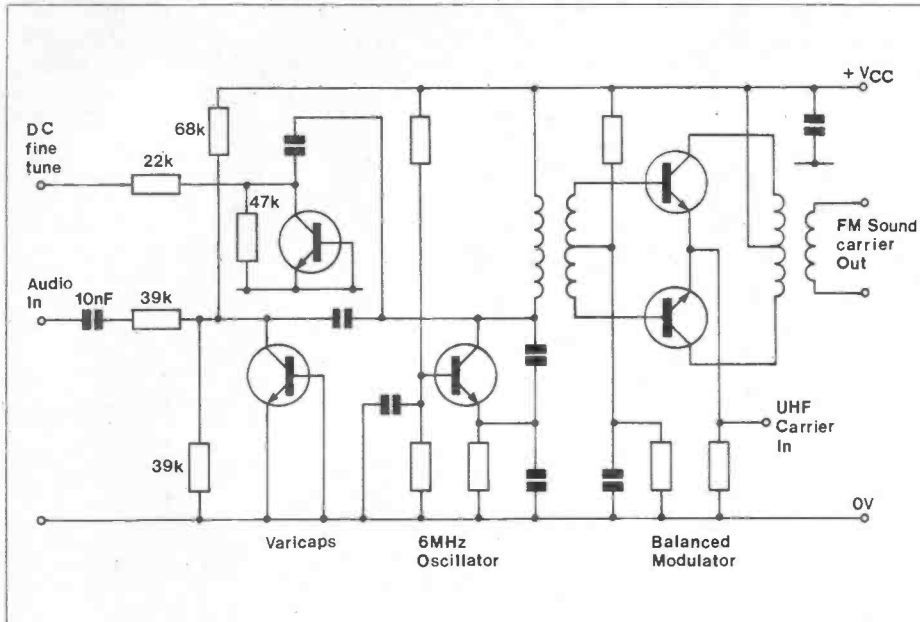 + VCC
DC
fine
tune
68k
22k
47k
Audio
In
10nF
39k
FM Sound
carrier
Out
UHF
Carrier
In
39k
0V
Varicaps
6MHz
Oscillator
Balanced
Modulator